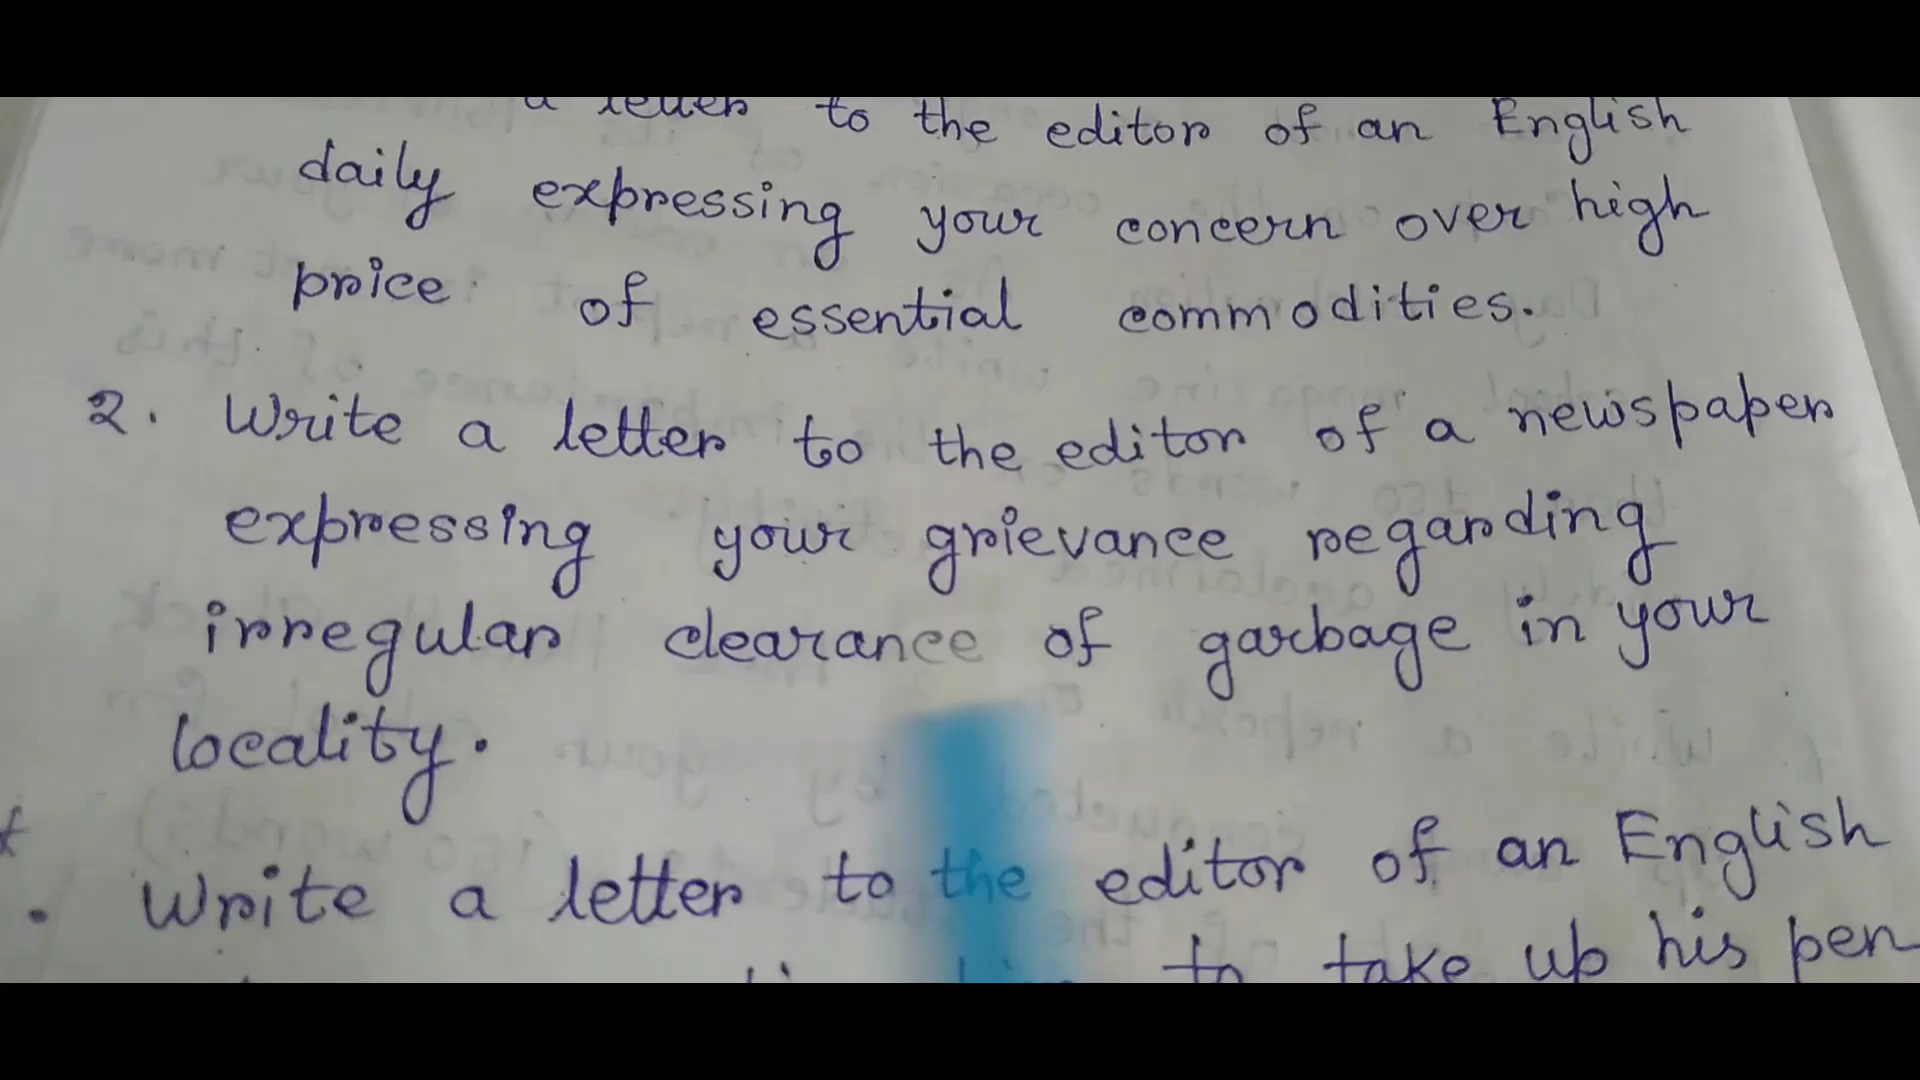 a letter to the editor of an English
daily expressing your concern over high
price of essential commodities.
2. Write a letter to the editor of a newspaper
expressing your grievance regarding
irregular clearance of garbage in your
locality.
Write a letter to the editor of an English
to take up his pen